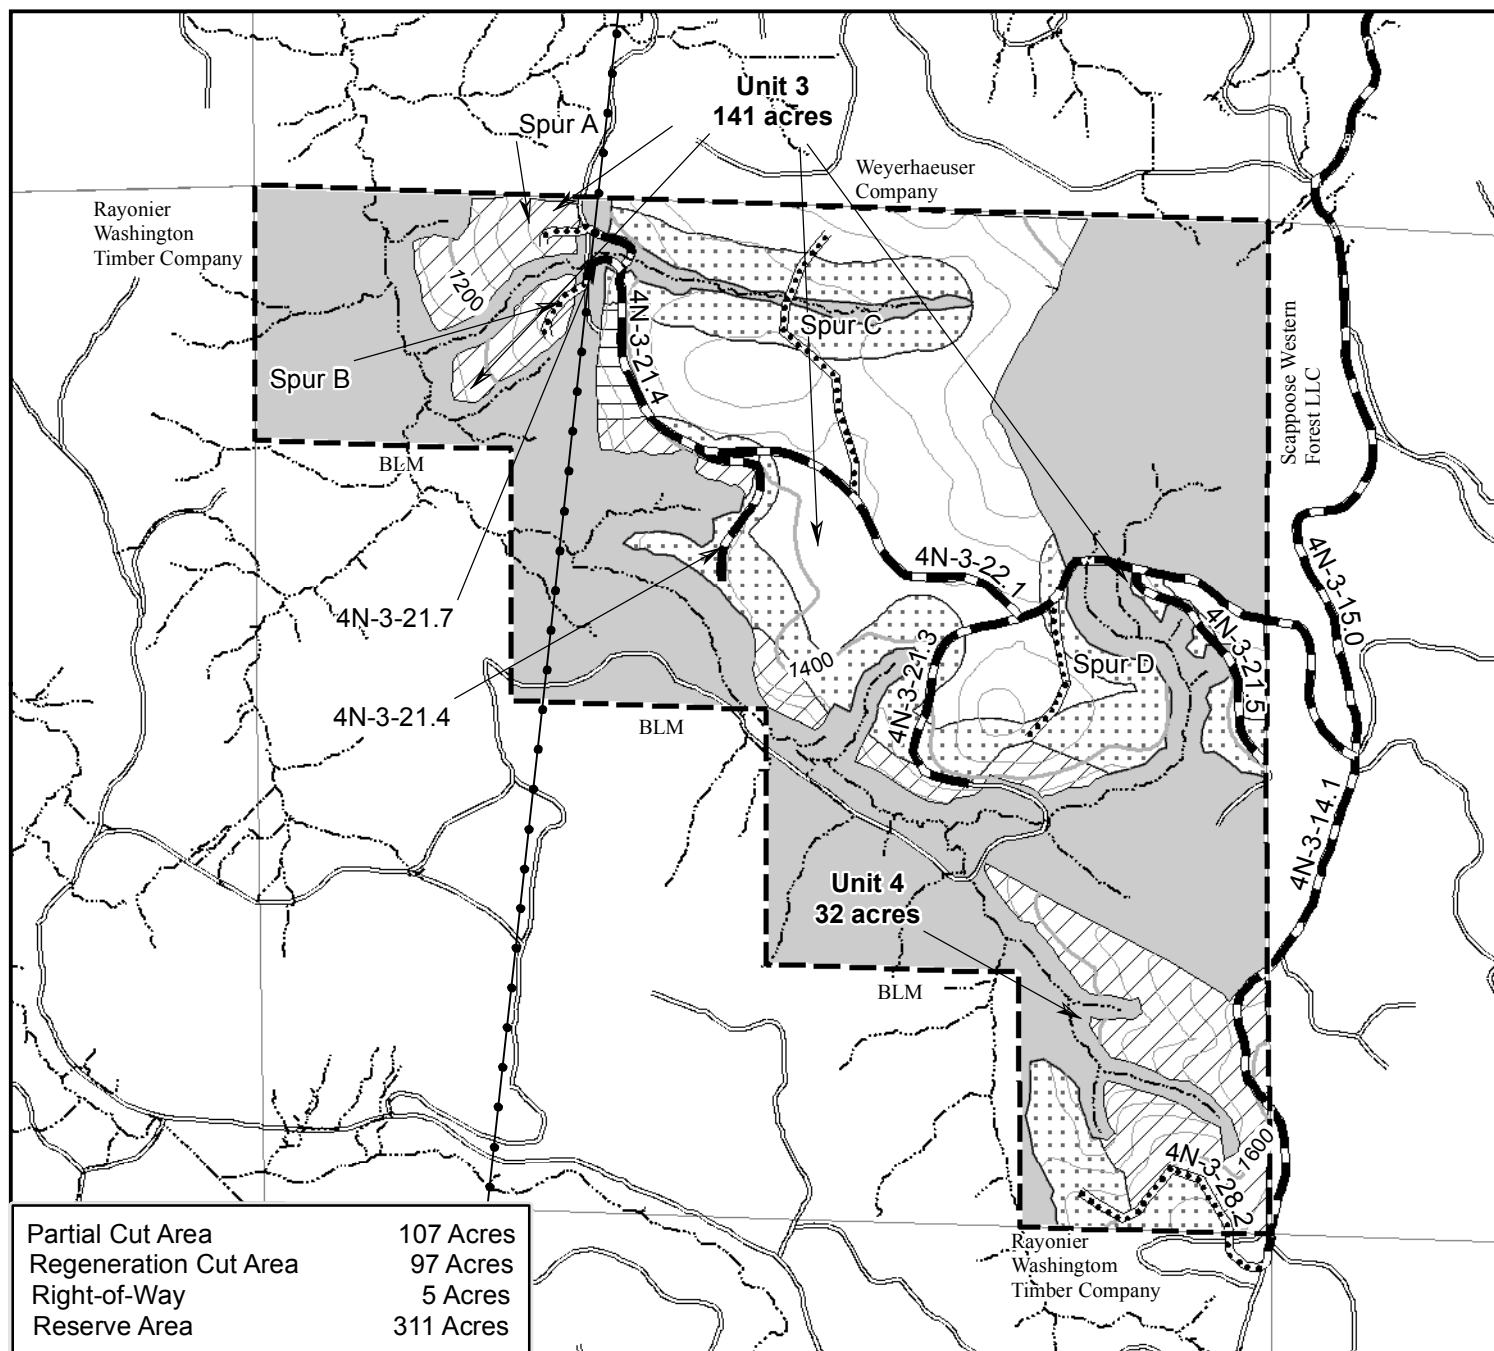 Unit 3
141 acres
Spur A
Weyerhaeuser
Company
Rayonier
Washington
Timber Company
1200
4N-3-21.4
Spur C
Spur B
Scappoose Western
Forest LLC
BLM
4N-3-22.1
4N-3-15.0
4N-3-21.7
4N-3-21.3
4N-3-21.5
1400
Spur D
4N-3-21.4
BLM
4N-3-14.1
Unit 4
32 acres
BLM
1600
4N-3-28.2
Rayonier
Washingtom
Timber Company
Partial Cut Area 107 Acres
Regeneration Cut Area 97 Acres
Right-of-Way 5 Acres
Reserve Area 311 Acres